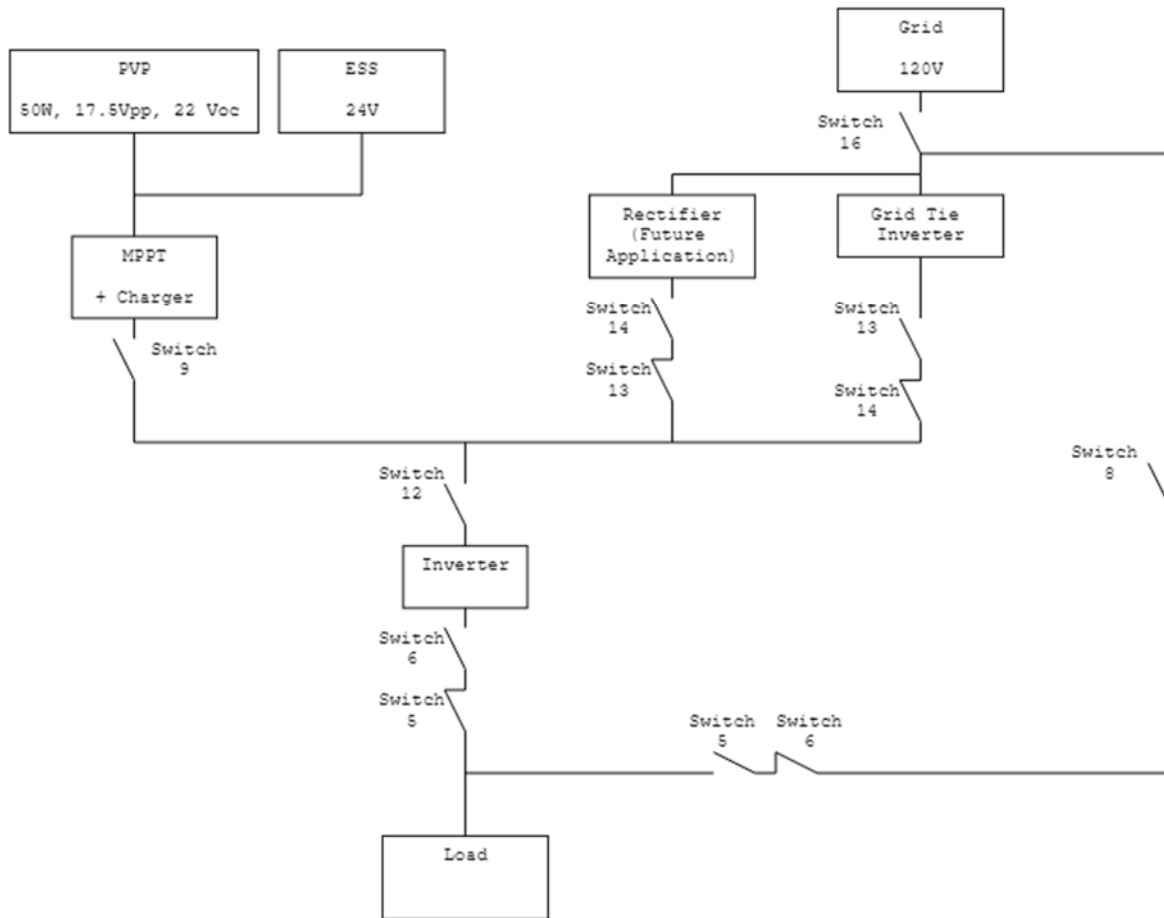 Grid
120V
PVP
50W, 17.5Vpp, 22 Voc
ESS
24V
Switch
16
Rectifier
(Future
Application)
Grid Tie
Inverter
MPPT
+ Charger
Switch
9
Switch
14
Switch
13
Switch
13
Switch
14
Switch
12
Switch
8
Inverter
Switch
6
Switch
5
Switch
5
Switch
6
Load